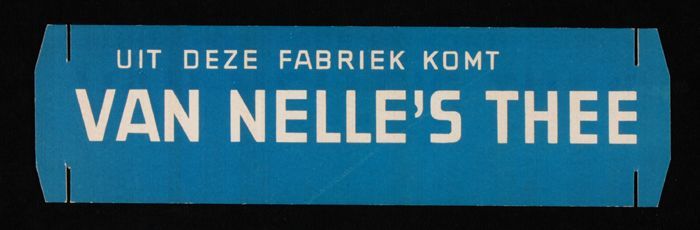 UIT DEZE FABRIEK KOMT
VAN NELLE'S THEE